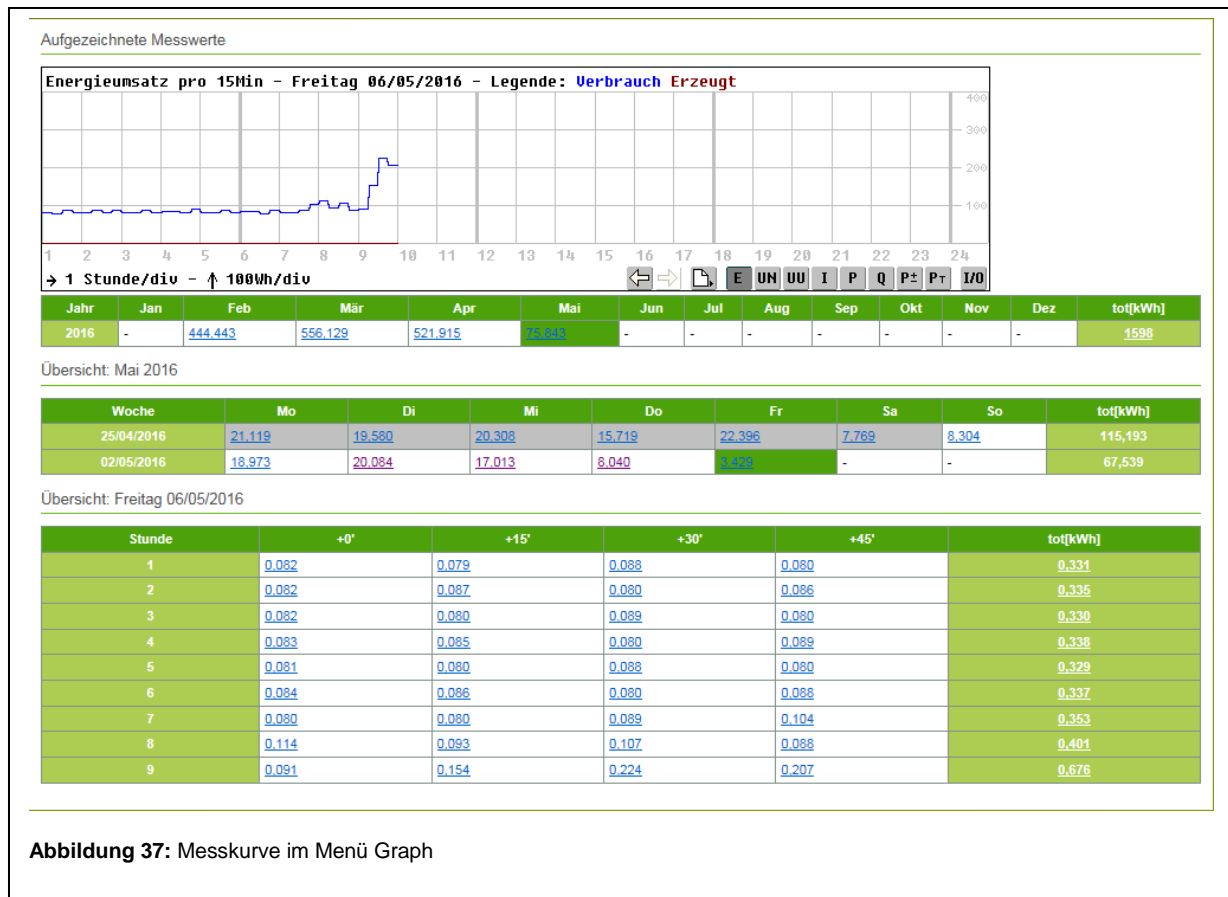 Aufgezeichnete Messwerte
Energieumsatz pro 15Min - Freitag 06/05/2016 - Legende: Verbrauch Erzeugt
400
300
200
100
1 2 3 4 5 6 7 8 9 10 11 12 13 14 15 16 17 18 19 20 21 22 23 24
→ 1 Stunde/div - ↑ 100Wh/div E UN UU I P Q P± PT I/O
Jahr Jan Feb Mär Apr Mai Jun Jul Aug Sep Okt Nov Dez tot[kWh]
2016 - 444,443 556,129 521,915 75,843 - - - - - - - 1598
Übersicht: Mai 2016
Woche Mo Di Mi Do Fr Sa So tot[kWh]
25/04/2016 21,119 19,580 20,308 15,719 22,396 7,769 8,304 115,193
02/05/2016 18,973 20,084 17,013 8,040 3,429 - - 67,539
Übersicht: Freitag 06/05/2016
Stunde +0' +15' +30' +45' tot[kWh]
1 0,082 0,079 0,088 0,080 0,331
2 0,082 0,087 0,080 0,086 0,335
3 0,082 0,080 0,089 0,080 0,330
4 0,083 0,085 0,080 0,089 0,338
5 0,081 0,080 0,088 0,080 0,329
6 0,084 0,086 0,080 0,088 0,337
7 0,080 0,080 0,089 0,104 0,353
8 0,114 0,093 0,107 0,088 0,401
9 0,091 0,154 0,224 0,207 0,676
Abbildung 37: Messkurve im Menü Graph